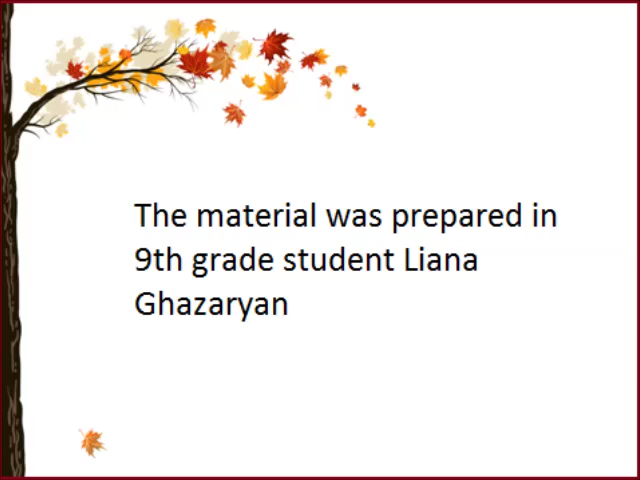 The material was prepared in
9th grade student Liana
Ghazaryan